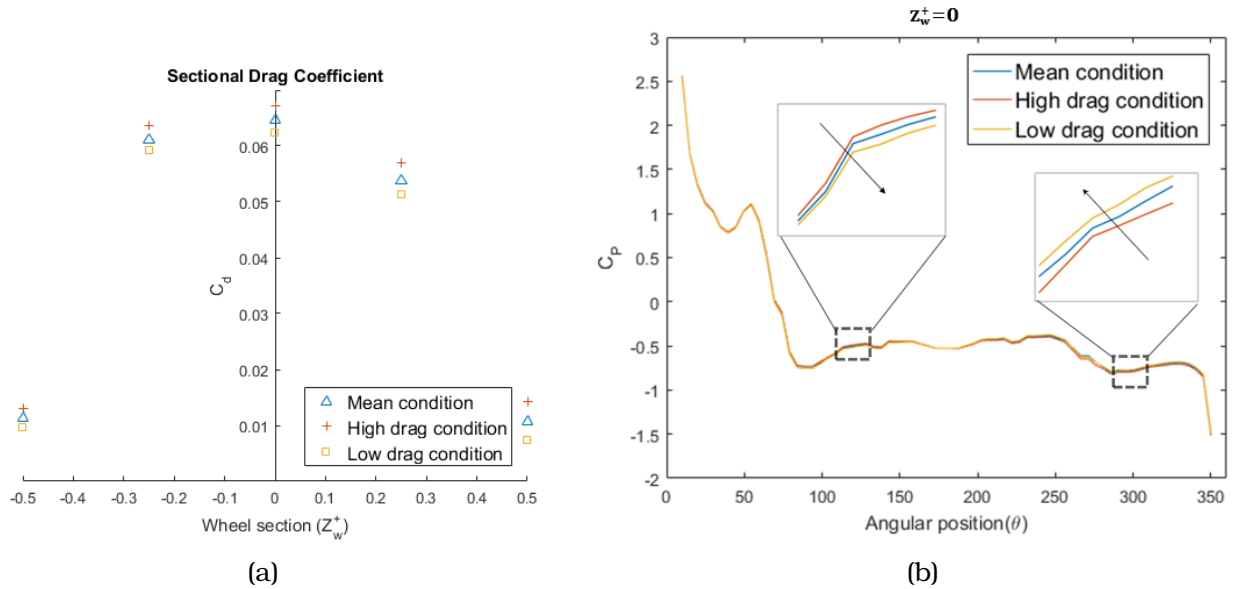 Sectional Drag Coefficient
0.06
0.05
0.04
0.03
0.02
0.01
C_d
Mean condition
High drag condition
Low drag condition
-0.5 -0.3 -0.2 -0.1 0 0.1 0.2 0.3 0.4 0.5
Wheel section (Z_w^+)
(a)
Z_w^+=0
3
2.5
2
1.5
1
0.5
0
-0.5
-1
-1.5
-2
C_P
Mean condition
High drag condition
Low drag condition
0 50 100 150 200 250 300 350
Angular position(θ)
(b)